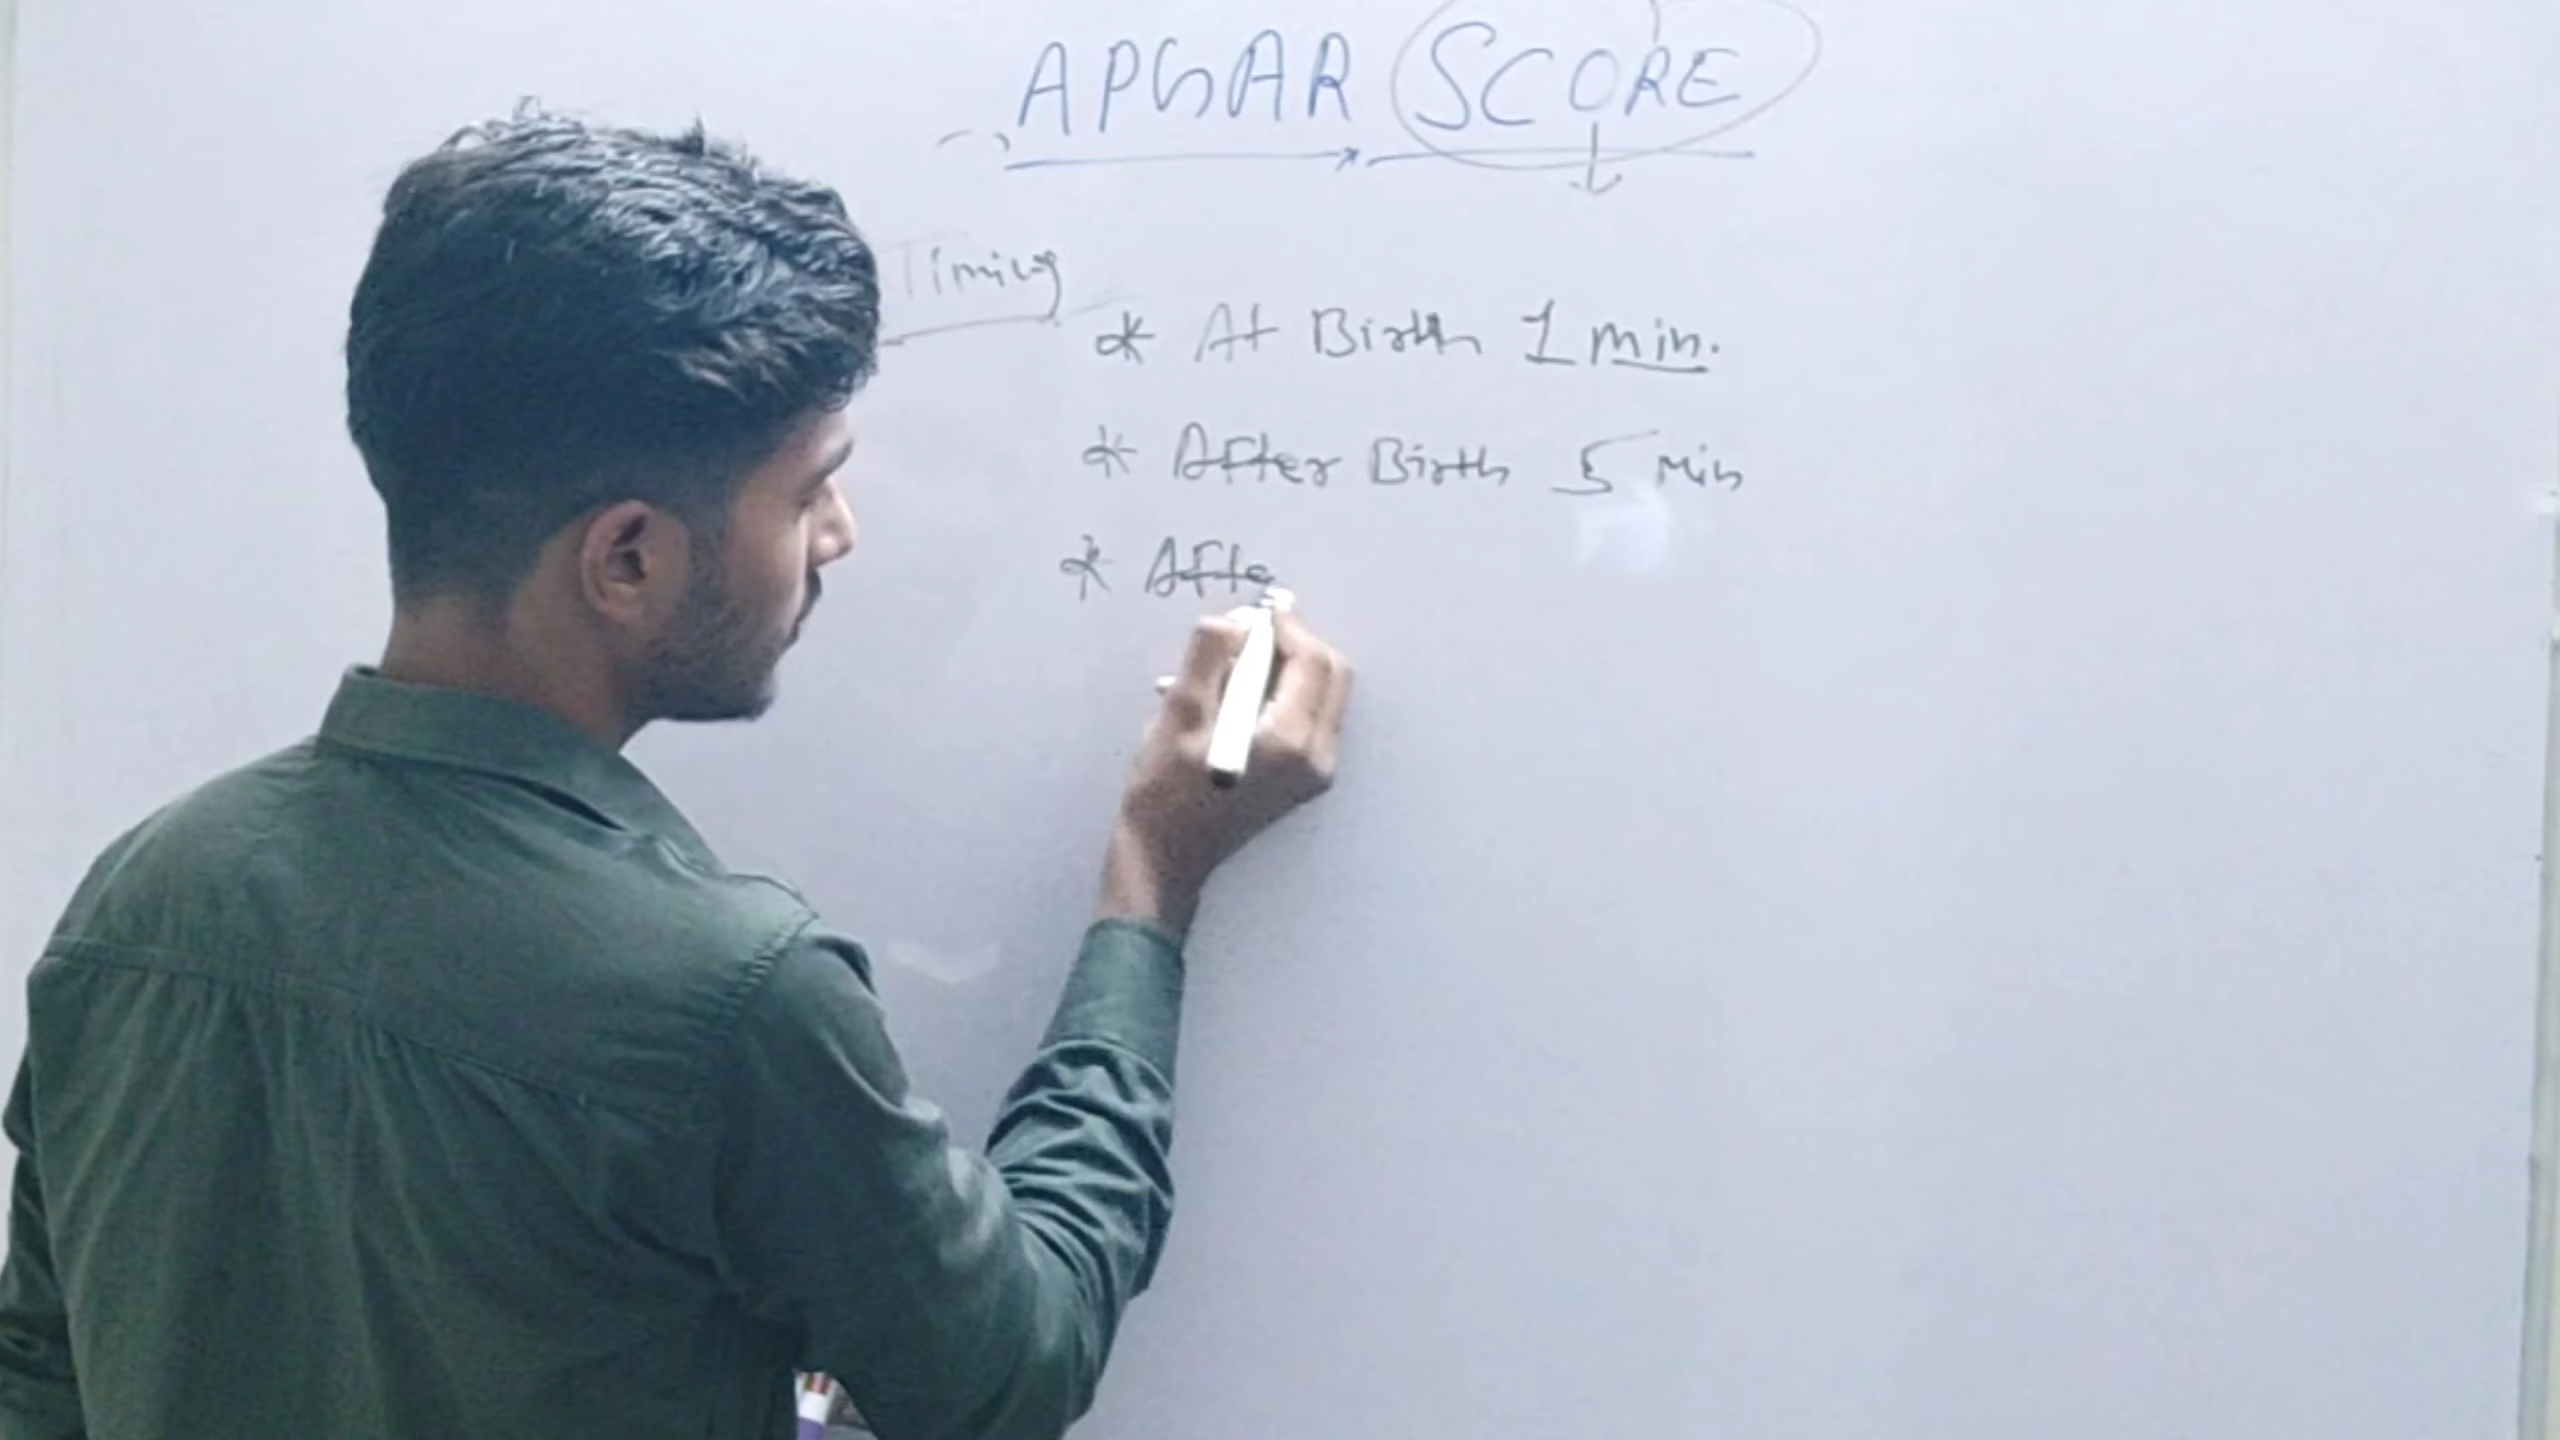 APGAR SCORE
Timing
* At Birth 1 min.
* After Birth 5 Min
* Afte